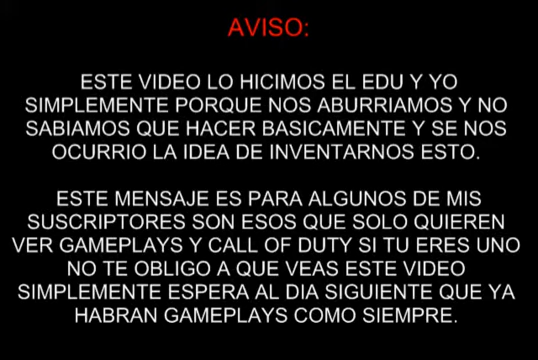 AVISO:
ESTE VIDEO LO HICIMOS EL EDU Y YO
SIMPLEMENTE PORQUE NOS ABURRIAMOS Y NO
SABIAMOS QUE HACER BASICAMENTE Y SE NOS
OCURRIO LA IDEA DE INVENTARNOS ESTO.
ESTE MENSAJE ES PARA ALGUNOS DE MIS
SUSCRIPTORES SON ESOS QUE SOLO QUIEREN
VER GAMEPLAYS Y CALL OF DUTY SI TU ERES UNO
NO TE OBLIGO A QUE VEAS ESTE VIDEO
SIMPLEMENTE ESPERA AL DIA SIGUIENTE QUE YA
HABRAN GAMEPLAYS COMO SIEMPRE.